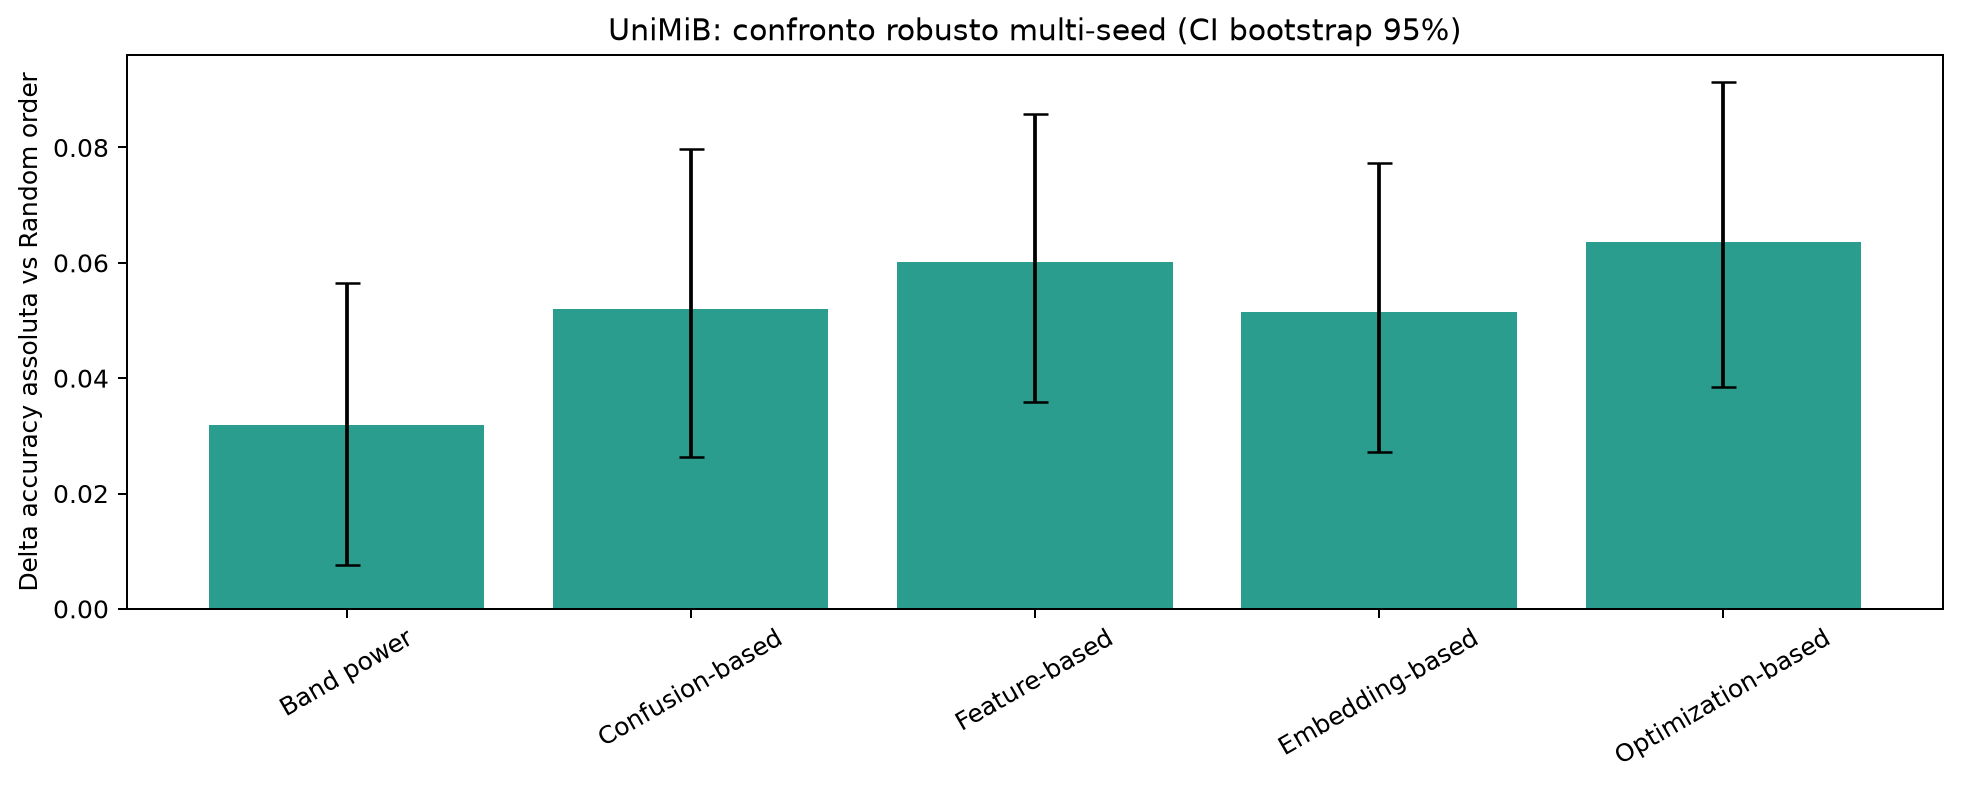 UniMiB: confronto robusto multi-seed (CI bootstrap 95%)
Delta accuracy assoluta vs Random order
0.08
0.06
0.04
0.02
0.00
Band power
Confusion-based
Feature-based
Embedding-based
Optimization-based